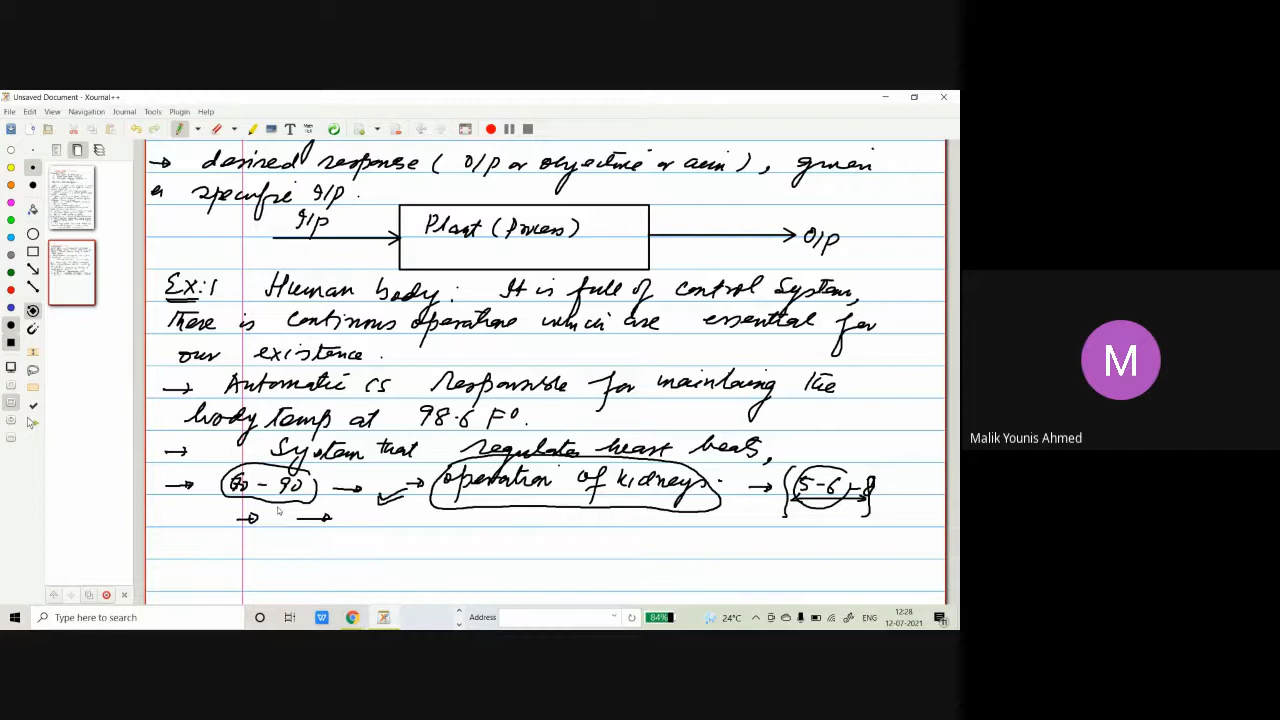 Unsaved Document - Xournal++
File Edit View Navigation Journal Tools Plugin Help
→ desired response ( O/P or objective or aim ), given
a specific I/P.
I/P
Plant (Process)
O/P
Ex:1 Human body: It is full of control System,
There is continous operations which are essential for
our existence.
→ Automatic CS responsible for maintaing the
body temp at 98.6 F°.
→ System that regulates heart beats,
→ 60 - 90 → → operation of kidneys. → { 5-6 - 8 }
→ →
M
Malik Younis Ahmed
Type here to search
Address
84%
24°C
ENG
12:28
12-07-2021